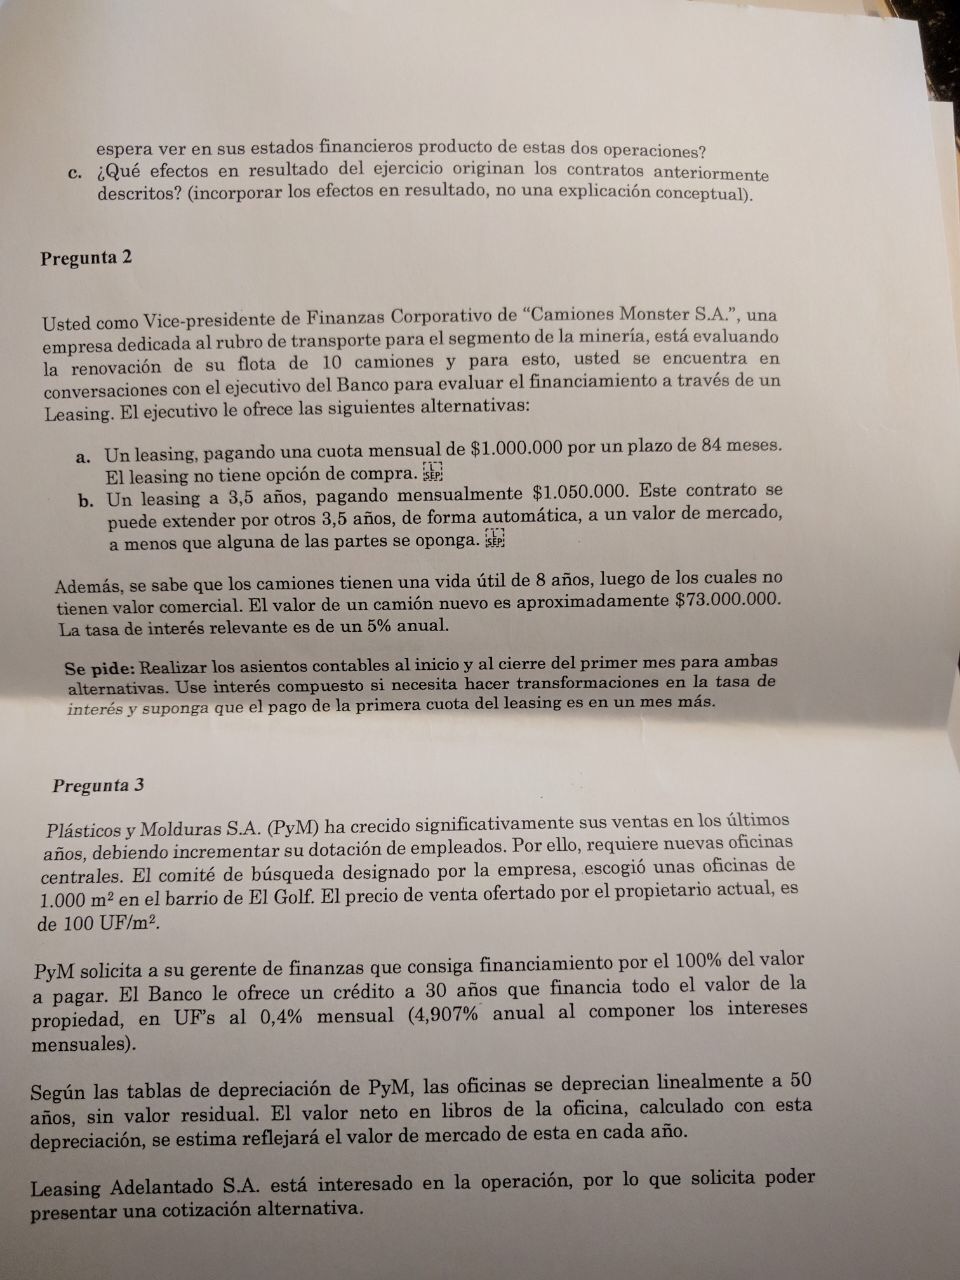 espera ver en sus estados financieros producto de estas dos operaciones?
c. ¿Qué efectos en resultado del ejercicio originan los contratos anteriormente
descritos? (incorporar los efectos en resultado, no una explicación conceptual).
Pregunta 2
Usted como Vice-presidente de Finanzas Corporativo de “Camiones Monster S.A.”, una
empresa dedicada al rubro de transporte para el segmento de la minería, está evaluando
la renovación de su flota de 10 camiones y para esto, usted se encuentra en
conversaciones con el ejecutivo del Banco para evaluar el financiamiento a través de un
Leasing. El ejecutivo le ofrece las siguientes alternativas:
a. Un leasing, pagando una cuota mensual de $1.000.000 por un plazo de 84 meses.
El leasing no tiene opción de compra. L SEP
b. Un leasing a 3,5 años, pagando mensualmente $1.050.000. Este contrato se
puede extender por otros 3,5 años, de forma automática, a un valor de mercado,
a menos que alguna de las partes se oponga. L SEP
Además, se sabe que los camiones tienen una vida útil de 8 años, luego de los cuales no
tienen valor comercial. El valor de un camión nuevo es aproximadamente $73.000.000.
La tasa de interés relevante es de un 5% anual.
Se pide: Realizar los asientos contables al inicio y al cierre del primer mes para ambas
alternativas. Use interés compuesto si necesita hacer transformaciones en la tasa de
interés y suponga que el pago de la primera cuota del leasing es en un mes más.
Pregunta 3
Plásticos y Molduras S.A. (PyM) ha crecido significativamente sus ventas en los últimos
años, debiendo incrementar su dotación de empleados. Por ello, requiere nuevas oficinas
centrales. El comité de búsqueda designado por la empresa, escogió unas oficinas de
1.000 m² en el barrio de El Golf. El precio de venta ofertado por el propietario actual, es
de 100 UF/m².
PyM solicita a su gerente de finanzas que consiga financiamiento por el 100% del valor
a pagar. El Banco le ofrece un crédito a 30 años que financia todo el valor de la
propiedad, en UF's al 0,4% mensual (4,907% anual al componer los intereses
mensuales).
Según las tablas de depreciación de PyM, las oficinas se deprecian linealmente a 50
años, sin valor residual. El valor neto en libros de la oficina, calculado con esta
depreciación, se estima reflejará el valor de mercado de esta en cada año.
Leasing Adelantado S.A. está interesado en la operación, por lo que solicita poder
presentar una cotización alternativa.